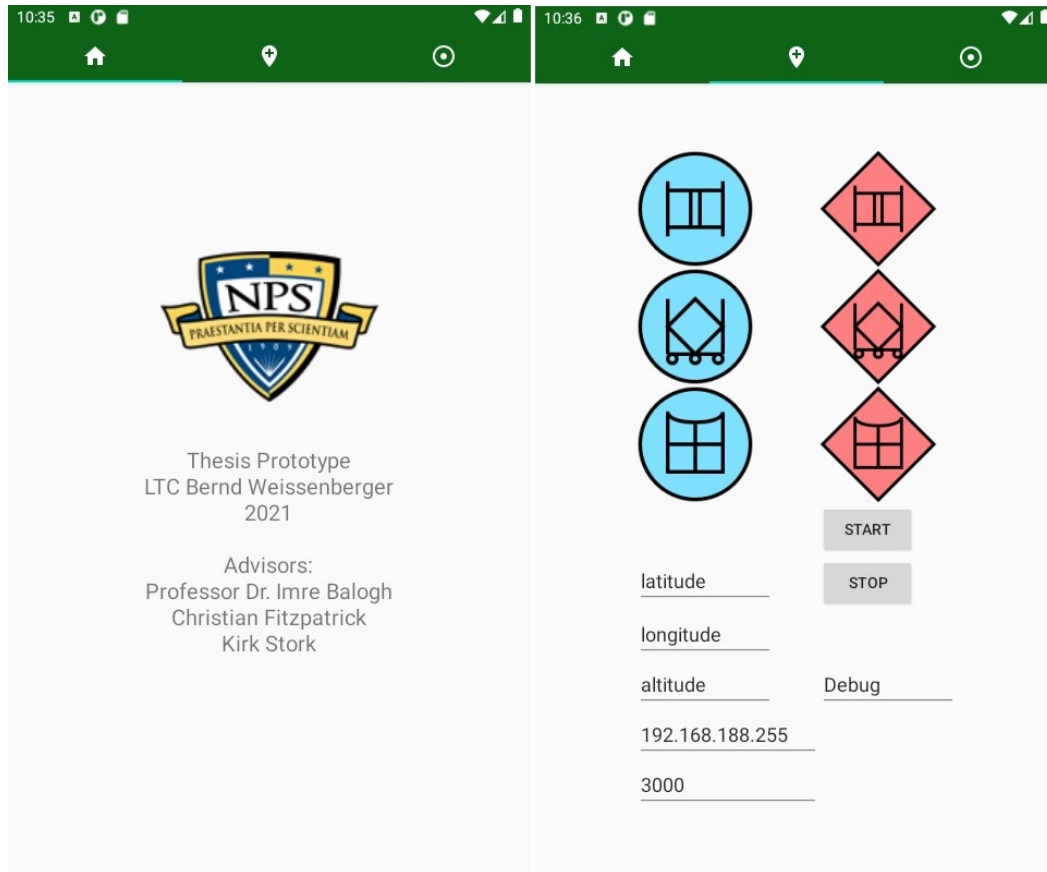 10:35
NPS
PRAESTANTIA PER SCIENTIAM
1909
Thesis Prototype
LTC Bernd Weissenberger
2021
Advisors:
Professor Dr. Imre Balogh
Christian Fitzpatrick
Kirk Stork
10:36
START
latitude
STOP
longitude
altitude
Debug
192.168.188.255
3000